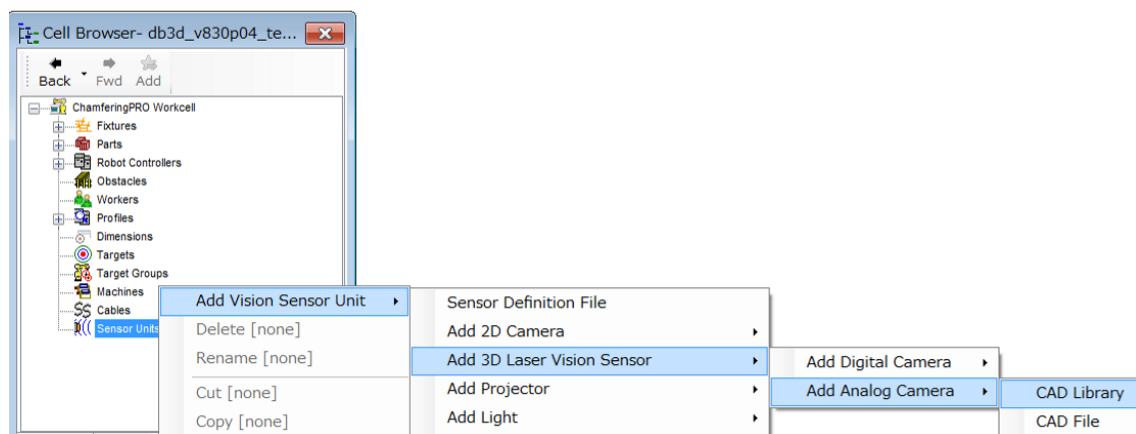 Cell Browser- db3d_v830p04_te...
Back Fwd Add
ChamferingPRO Workcell
Fixtures
Parts
Robot Controllers
Obstacles
Workers
Profiles
Dimensions
Targets
Target Groups
Machines
Cables
Sensor Units
Add Vision Sensor Unit
Delete [none]
Rename [none]
Cut [none]
Copy [none]
Sensor Definition File
Add 2D Camera
Add 3D Laser Vision Sensor
Add Projector
Add Light
Add Digital Camera
Add Analog Camera
CAD Library
CAD File